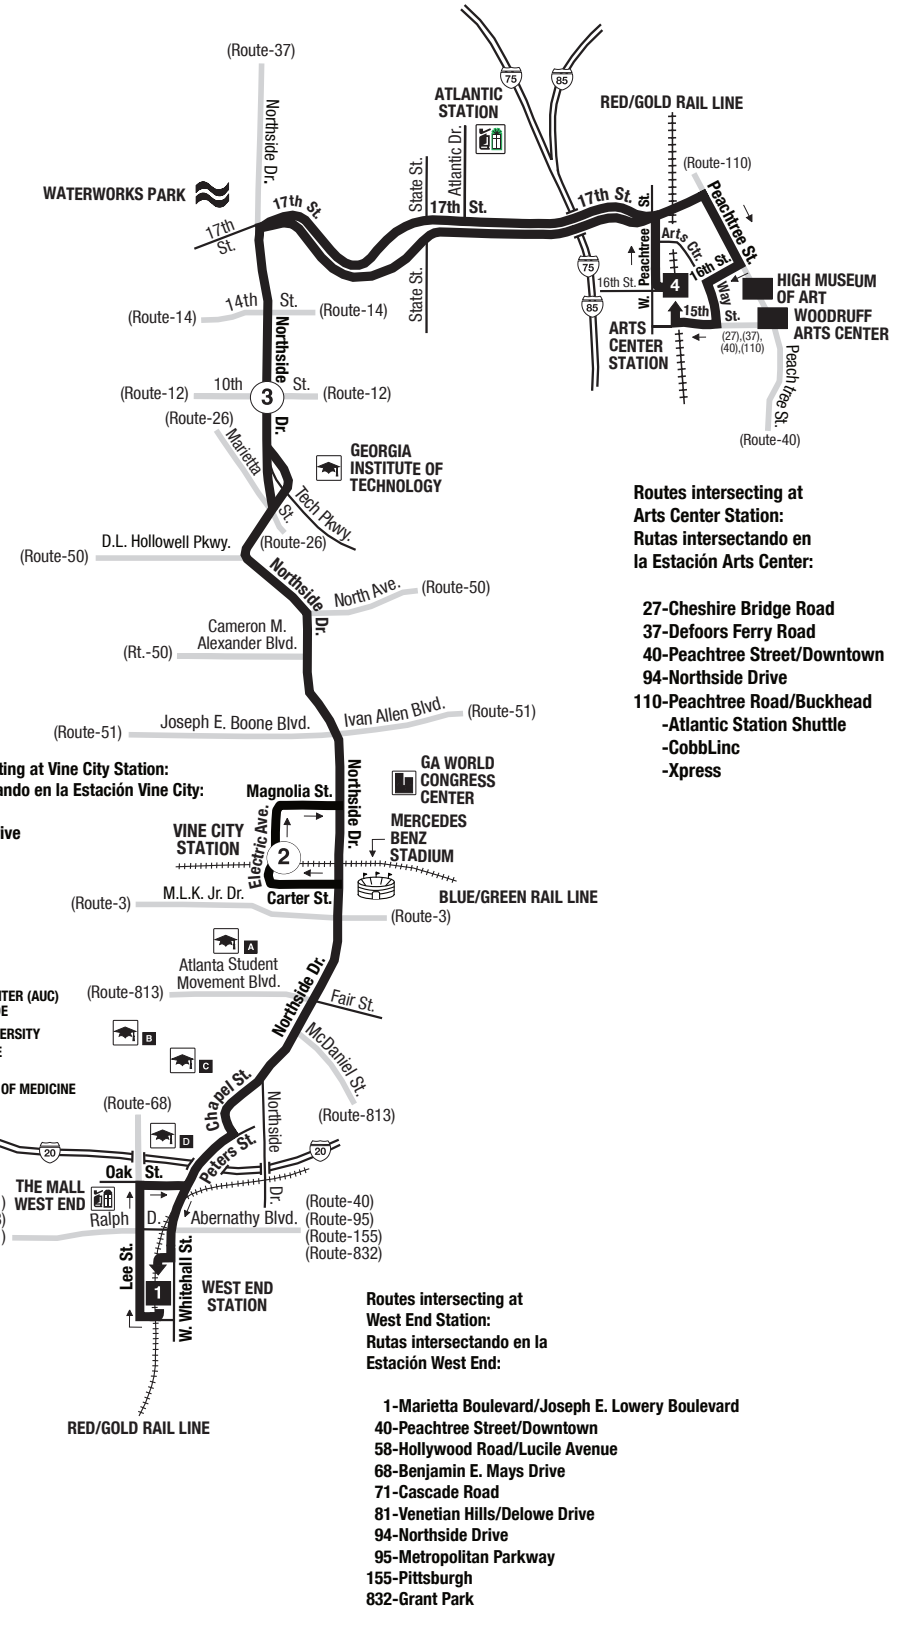 (Route-37)
Northside Dr.
75
85
ATLANTIC
STATION
RED/GOLD RAIL LINE
(Route-110)
WATERWORKS PARK
17th St.
17th
St.
State St.
Atlantic Dr.
17th St.
17th St.
Peachtree St.
Arts Ctr.
16th St.
Way
W. Peachtree St.
16th St.
4
15th St.
HIGH MUSEUM
OF ART
WOODRUFF
ARTS CENTER
75
85
State St.
ARTS
CENTER
STATION
(27),(37),
(40),(110)
Peachtree St.
(Route-40)
14th St.
(Route-14)
(Route-14)
Northside Dr.
10th St.
(Route-12)
3
(Route-12)
(Route-26)
Marietta St.
GEORGIA
INSTITUTE OF
TECHNOLOGY
Tech Pkwy.
(Route-26)
D.L. Hollowell Pkwy.
(Route-50)
Northside Dr.
North Ave.
(Route-50)
Cameron M.
Alexander Blvd.
(Rt.-50)
Joseph E. Boone Blvd.
Ivan Allen Blvd.
(Route-51)
(Route-51)
Routes intersecting at
Arts Center Station:
Rutas intersectando en
la Estación Arts Center:
27-Cheshire Bridge Road
37-Defoors Ferry Road
40-Peachtree Street/Downtown
94-Northside Drive
110-Peachtree Road/Buckhead
-Atlantic Station Shuttle
-CobbLinc
-Xpress
ting at Vine City Station:
ando en la Estación Vine City:
ive
Magnolia St.
Northside Dr.
GA WORLD
CONGRESS
CENTER
MERCEDES
BENZ
STADIUM
VINE CITY
STATION
Electric Ave.
2
BLUE/GREEN RAIL LINE
M.L.K. Jr. Dr.
Carter St.
(Route-3)
(Route-3)
A
Atlanta Student
Movement Blvd.
(Route-813)
Northside Dr.
Fair St.
NTER (AUC)
E
ERSITY
E
OF MEDICINE
B
C
McDaniel St.
(Route-813)
Chapel St.
Northside Dr.
(Route-68)
D
20
20
Peters St.
Oak St.
THE MALL
WEST END
Ralph D. Abernathy Blvd.
(Route-40)
(Route-95)
(Route-155)
(Route-832)
)
)
Lee St.
1
W. Whitehall St.
WEST END
STATION
RED/GOLD RAIL LINE
Routes intersecting at
West End Station:
Rutas intersectando en la
Estación West End:
1-Marietta Boulevard/Joseph E. Lowery Boulevard
40-Peachtree Street/Downtown
58-Hollywood Road/Lucile Avenue
68-Benjamin E. Mays Drive
71-Cascade Road
81-Venetian Hills/Delowe Drive
94-Northside Drive
95-Metropolitan Parkway
155-Pittsburgh
832-Grant Park